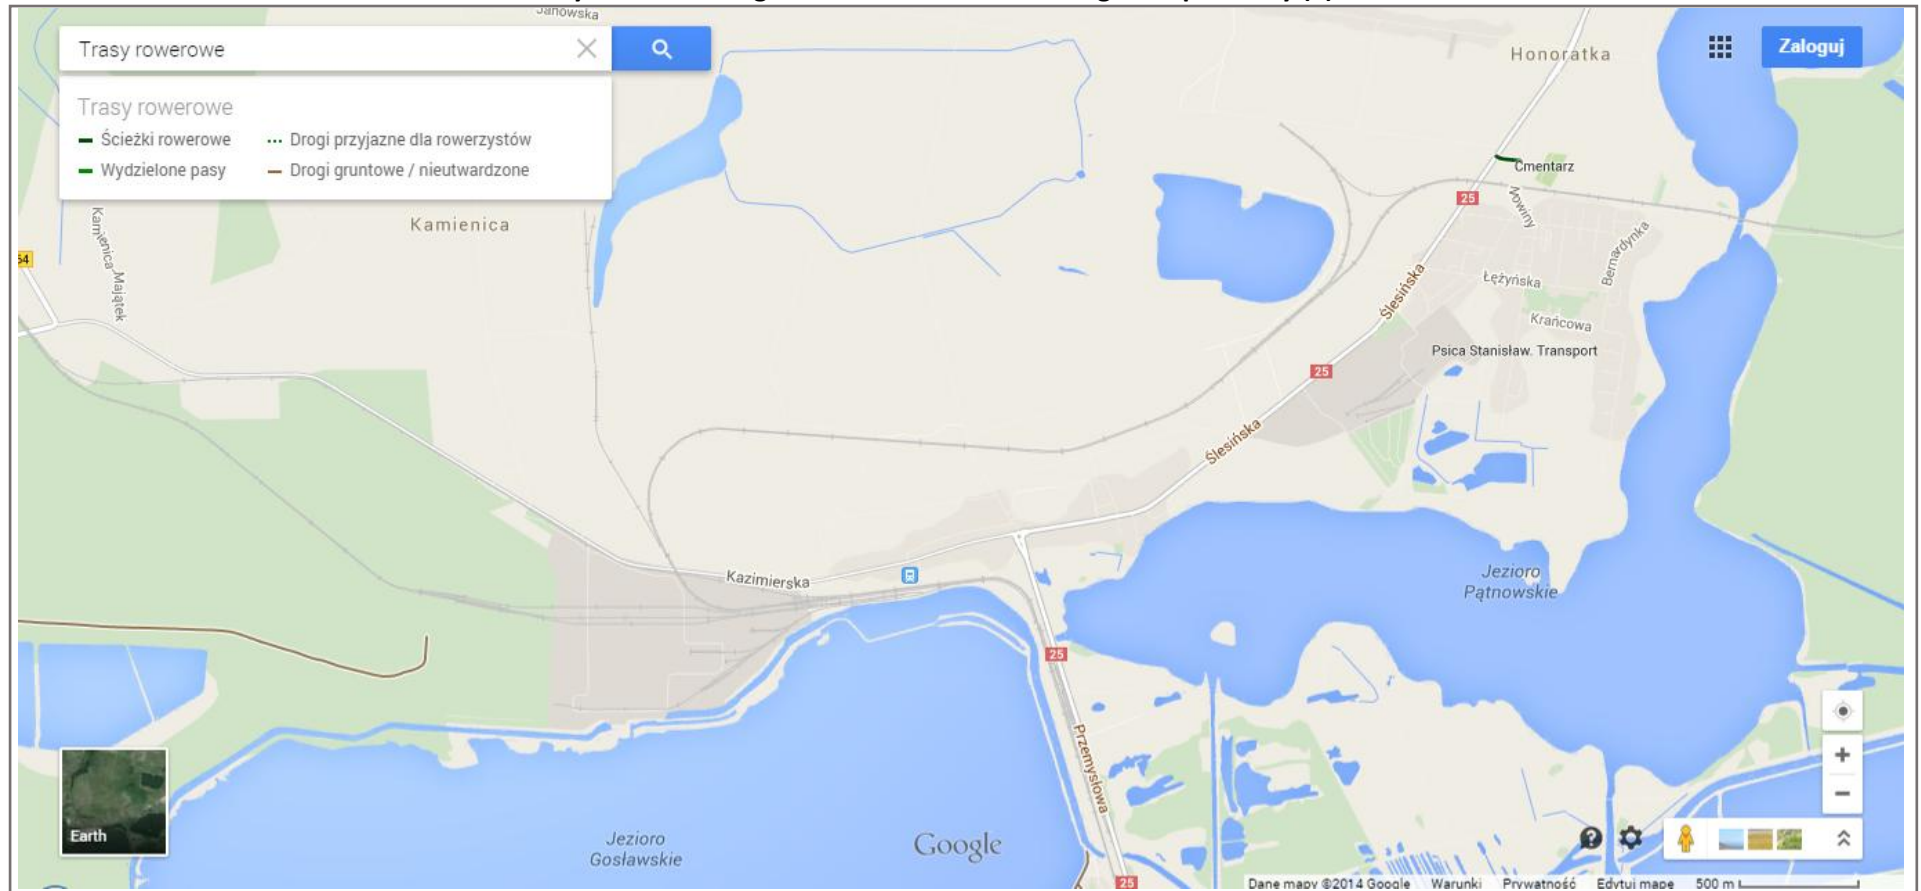 Janowska
Trasy rowerowe
Zaloguj
Honoratka
Trasy rowerowe
Ścieżki rowerowe
Drogi przyjazne dla rowerzystów
Wydzielone pasy
Drogi gruntowe / nieutwardzone
Cmentarz
25
Nowiny
Kamienica
Kamienica Majątek
Bernardynka
64
Ślesińska
Łężyńska
Krańcowa
Psica Stanisław. Transport
25
Ślesińska
Kazimierska
Jezioro
Pątnowskie
25
Przemysłowa
Earth
Jezioro
Gosławskie
Google
25
Dane mapy ©2014 Google
Warunki
Prywatność
Edytuj mapę
500 m